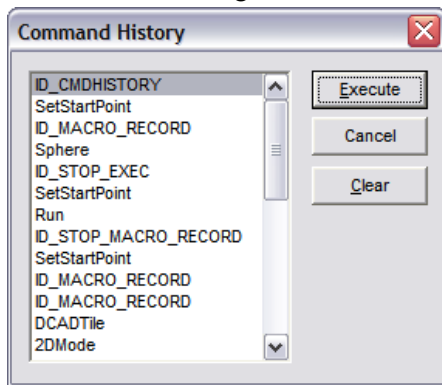 Command History
ID_CMDHISTORY
SetStartPoint
ID_MACRO_RECORD
Sphere
ID_STOP_EXEC
SetStartPoint
Run
ID_STOP_MACRO_RECORD
SetStartPoint
ID_MACRO_RECORD
ID_MACRO_RECORD
DCADTile
2DMode
Execute
Cancel
Clear